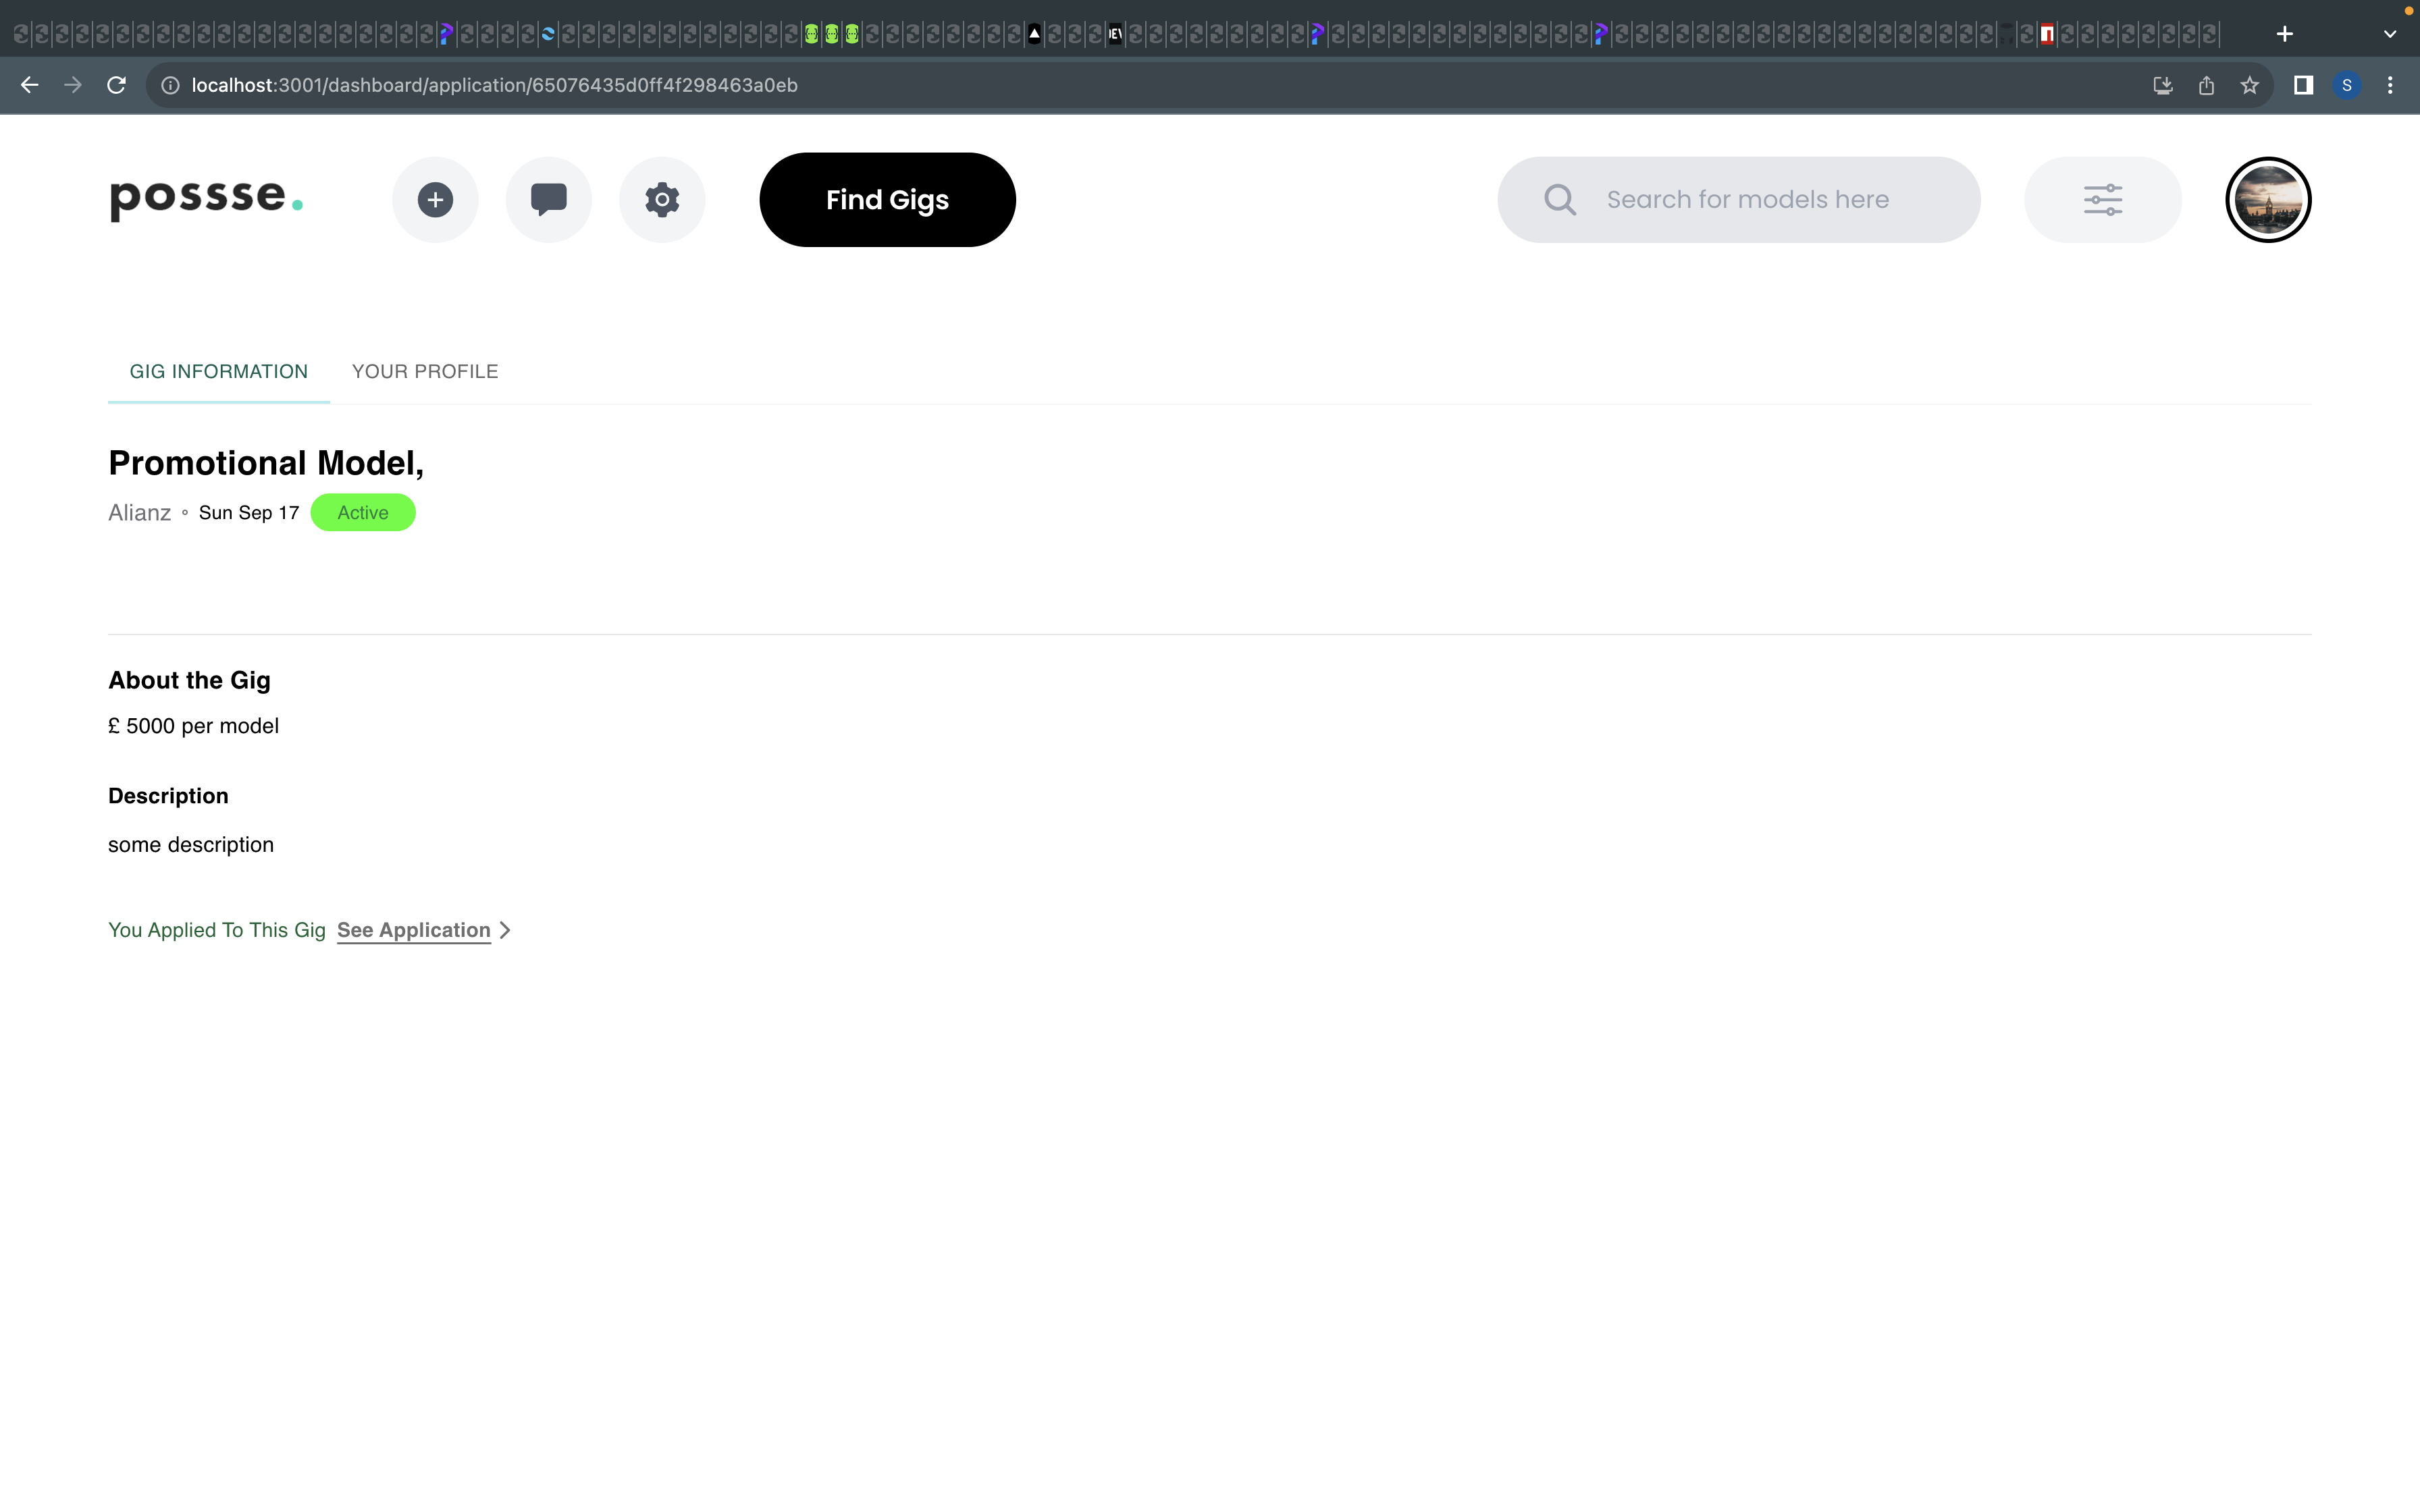 localhost:3001/dashboard/application/65076435d0ff4f298463a0eb
S
possse.
Find Gigs
Search for models here
GIG INFORMATION YOUR PROFILE
Promotional Model,
Alianz ∘ Sun Sep 17 Active
About the Gig
£ 5000 per model
Description
some description
You Applied To This Gig See Application >